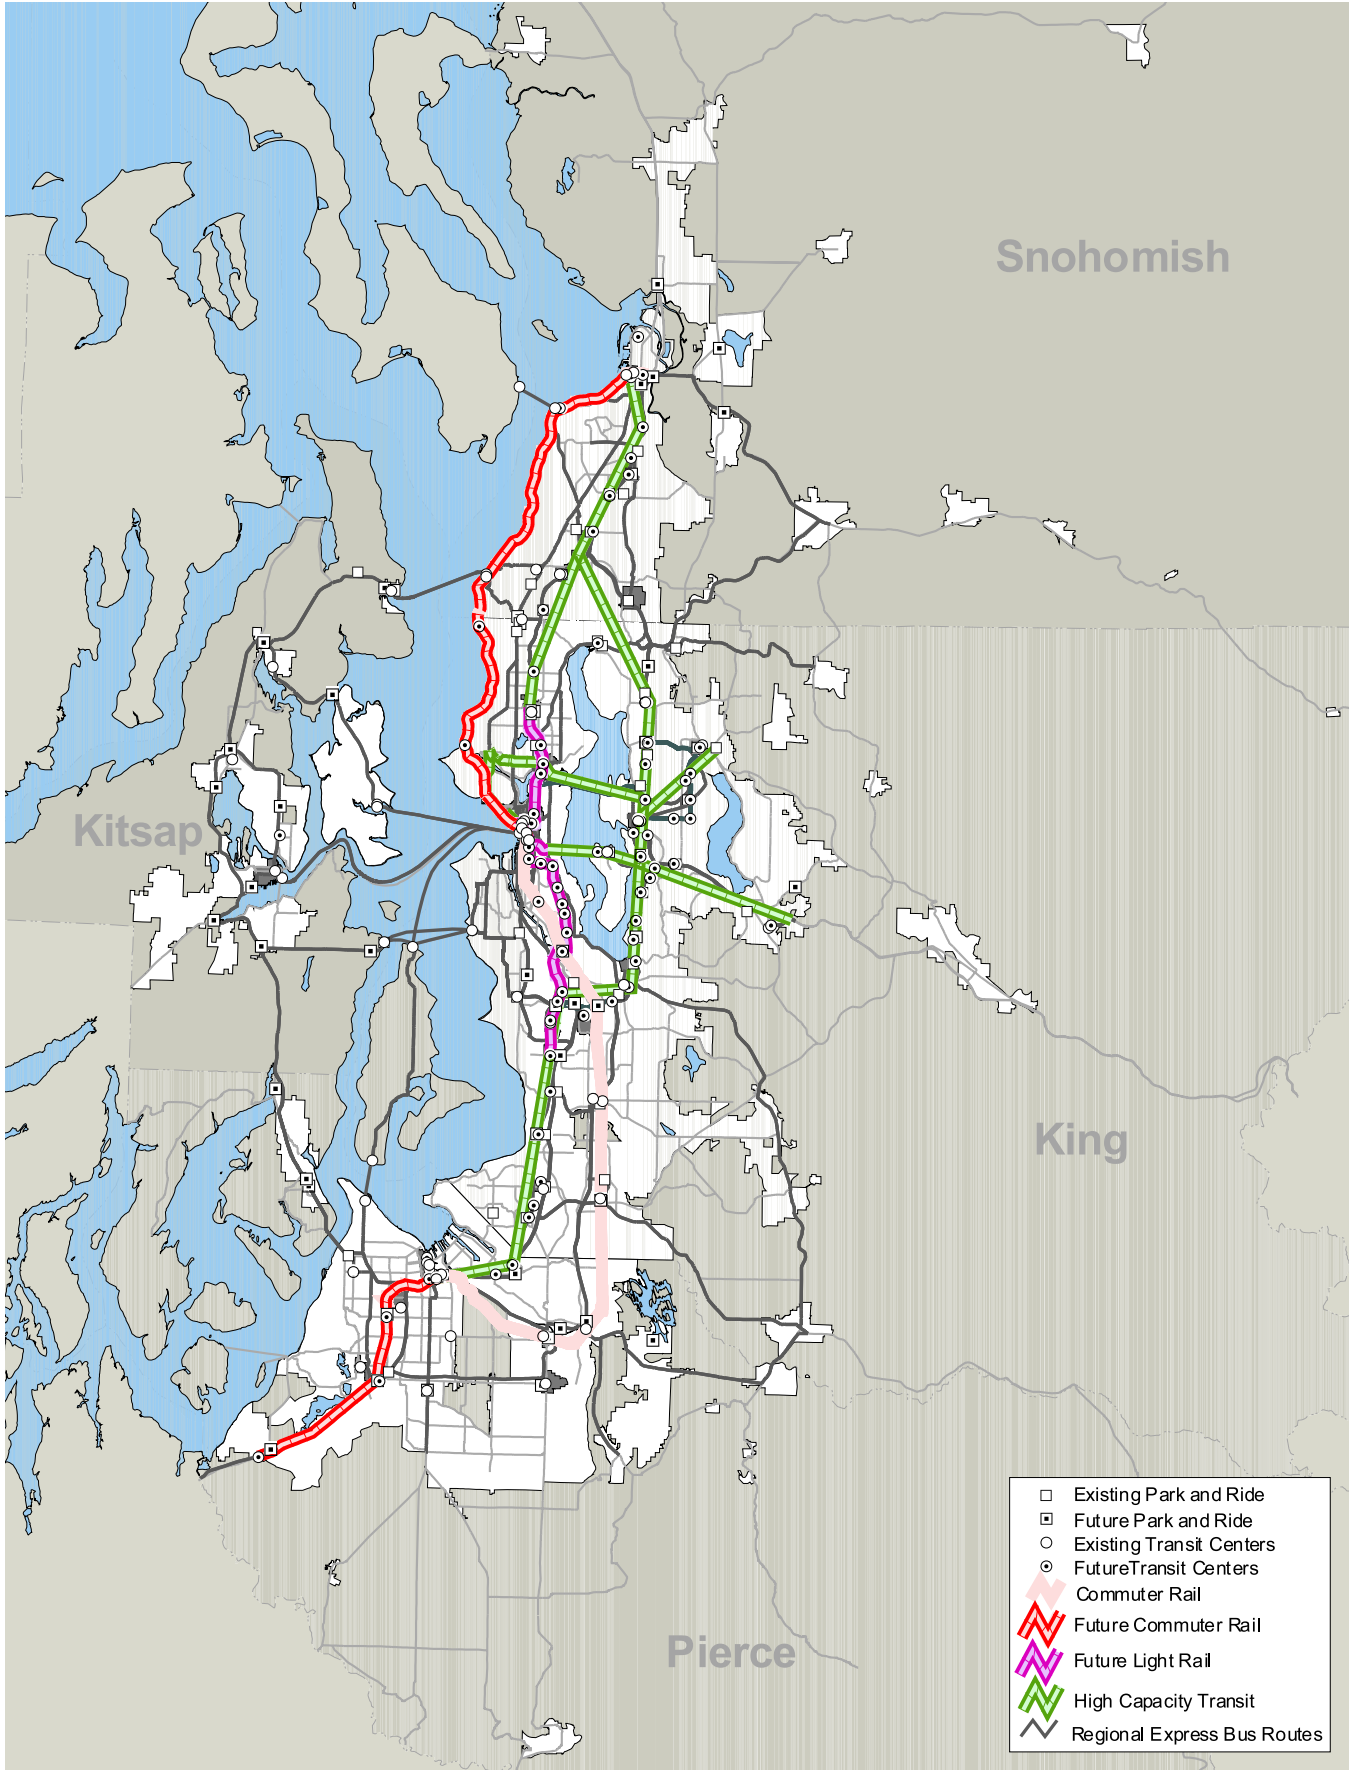 Snohomish
Kitsap
King
Pierce
Existing Park and Ride
Future Park and Ride
Existing Transit Centers
FutureTransit Centers
Commuter Rail
Future Commuter Rail
Future Light Rail
High Capacity Transit
Regional Express Bus Routes